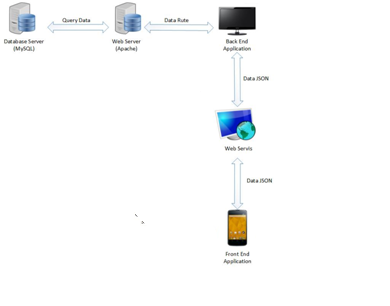 Query Data
Data Rute
Database Server
(MySQL)
Web Server
(Apache)
Back End
Application
Data JSON
Web Servis
Data JSON
Front End
Application